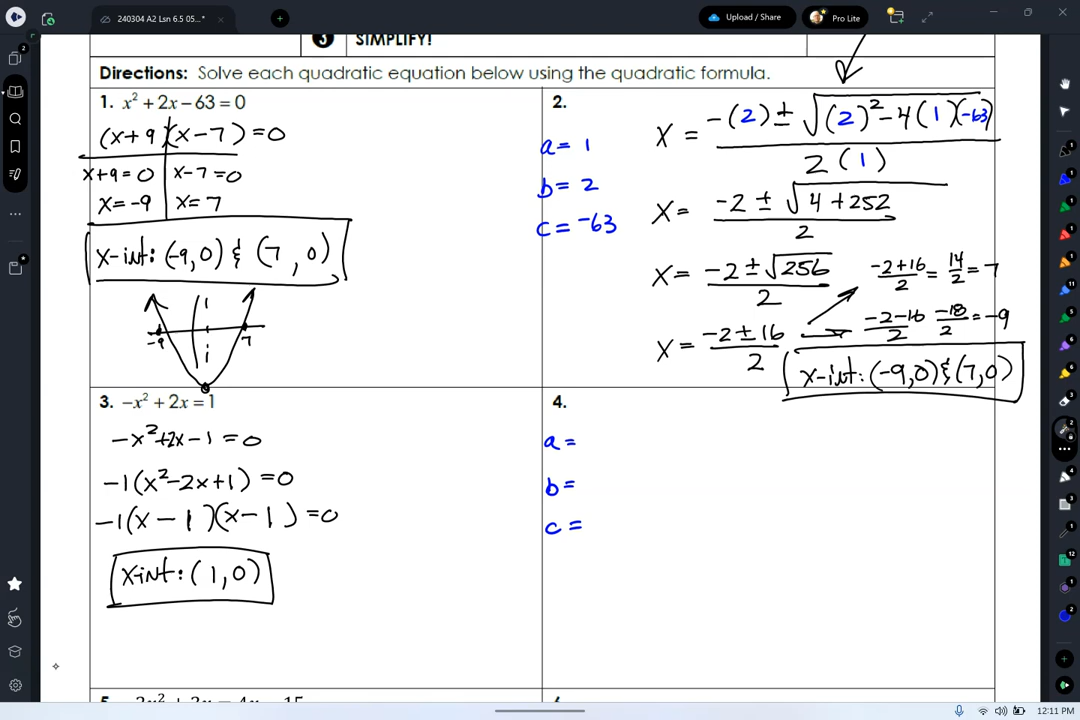 240304 A2 Lsn 6.5 05...*
Upload / Share
Pro Lite
3 SIMPLIFY!
Directions: Solve each quadratic equation below using the quadratic formula.
1. x² + 2x − 63 = 0
(x+9)(x−7) = 0
x+9 = 0 x−7 = 0
x = −9 x = 7
x-int: (−9,0) & (7,0)
−9 7
2.
a = 1
b = 2
c = −63
x = −(2) ± √(2)² − 4(1)(−63)
2(1)
x = −2 ± √4 + 252
2
x = −2 ± √256
2
−2+16 = 14 = 7
2 2
x = −2 ± 16
2
−2−16 −18 = −9
2 2
x-int: (−9,0) & (7,0)
3. −x² + 2x = 1
−x²+2x − 1 = 0
−1(x² − 2x + 1) = 0
−1(x − 1)(x − 1) = 0
x int: (1,0)
4.
a =
b =
c =
12:11 PM